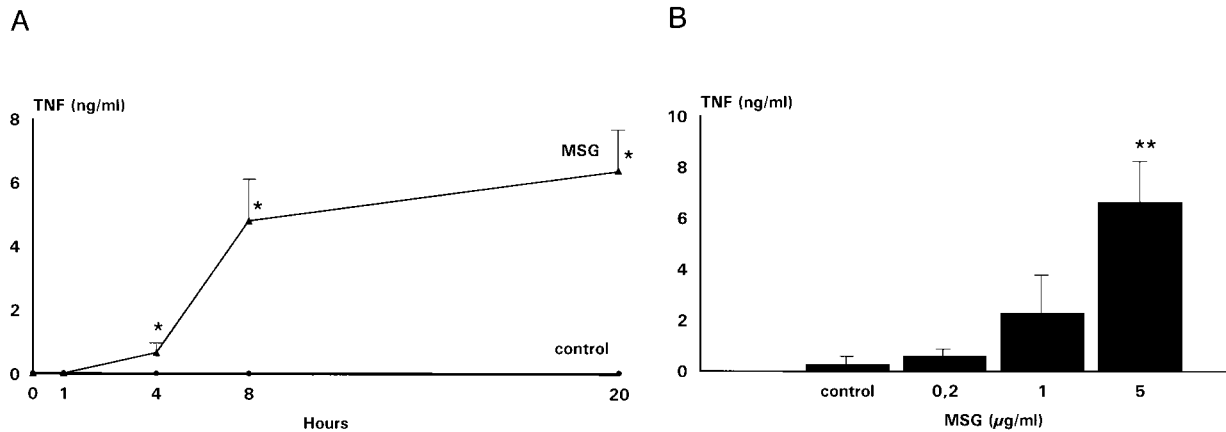 A
TNF (ng/ml)
8
6
4
2
0
MSG
*
*
*
control
0 1 4 8 20
Hours
B
TNF (ng/ml)
10
8
6
4
2
0
**
control 0,2 1 5
MSG (µg/ml)